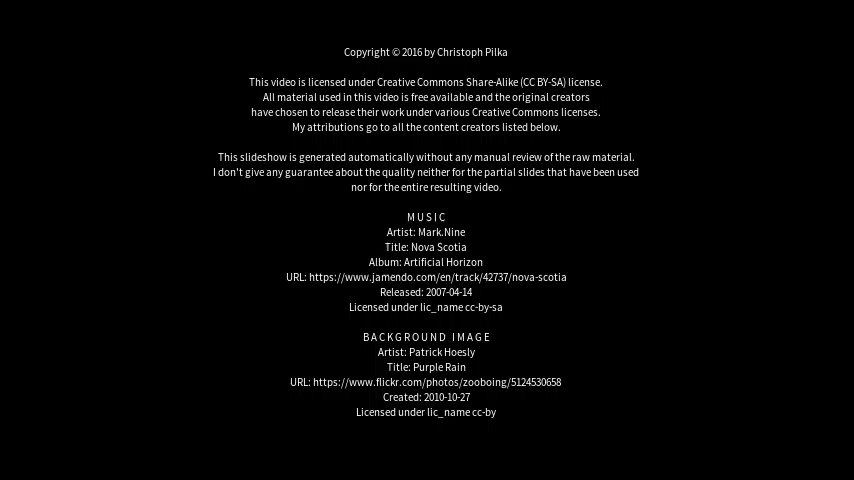 Copyright © 2016 by Christoph Pilka
This video is licensed under Creative Commons Share-Alike (CC BY-SA) license.
All material used in this video is free available and the original creators
have chosen to release their work under various Creative Commons licenses.
My attributions go to all the content creators listed below.
This slideshow is generated automatically without any manual review of the raw material.
I don't give any guarantee about the quality neither for the partial slides that have been used
nor for the entire resulting video.
MUSIC
Artist: Mark.Nine
Title: Nova Scotia
Album: Artificial Horizon
URL: https://www.jamendo.com/en/track/42737/nova-scotia
Released: 2007-04-14
Licensed under lic_name cc-by-sa
BACKGROUND IMAGE
Artist: Patrick Hoesly
Title: Purple Rain
URL: https://www.flickr.com/photos/zooboing/5124530658
Created: 2010-10-27
Licensed under lic_name cc-by